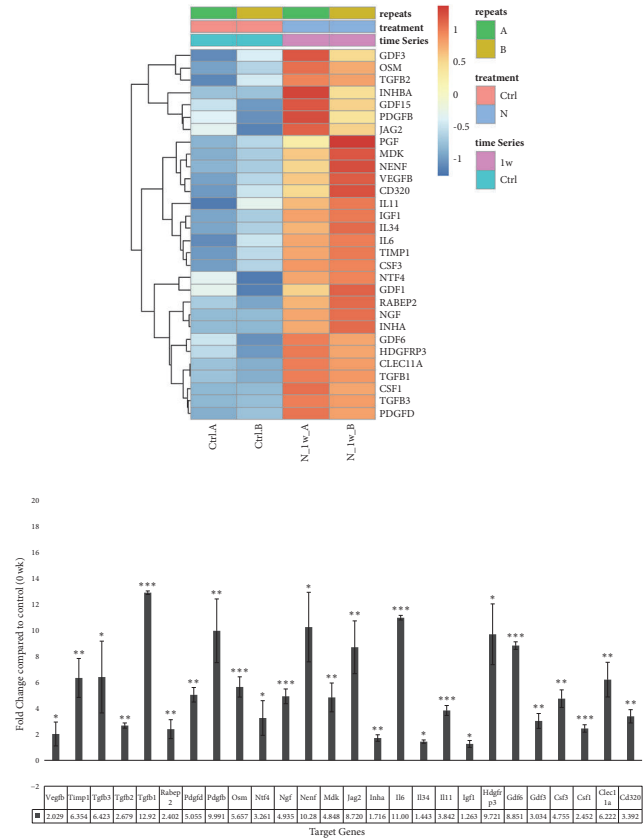 repeats
treatment
time Series
GDF3
OSM
TGFB2
INHBA
GDF15
PDGFB
JAG2
PGF
MDK
NENF
VEGFB
CD320
IL11
IGF1
IL34
IL6
TIMP1
CSF3
NTF4
GDF1
RABEP2
NGF
INHA
GDF6
HDGFRP3
CLEC11A
TGFB1
CSF1
TGFB3
PDGFD
Ctrl.A
Ctrl.B
N_1w_A
N_1w_B
1
0.5
0
-0.5
-1
repeats
A
B
treatment
Ctrl
N
time Series
1w
Ctrl
Fold Change compared to control (0 wk)
20
18
16
14
12
10
8
6
4
2
0
−2
* ** * ** *** ** ** ** *** * *** * ** ** ** *** * *** * * *** ** ** *** ** **
Vegfb Timp1 Tgfb3 Tgfb2 Tgfb1 Rabep2 Pdgfd Pdgfb Osm Ntf4 Ngf Nenf Mdk Jag2 Inha Il6 Il34 Il11 Igf1 Hdgfrp3 Gdf6 Gdf3 Csf3 Csf1 Clec11a Cd320
2.029 6.354 6.423 2.679 12.92 2.402 5.055 9.991 5.657 3.261 4.935 10.28 4.848 8.720 1.716 11.00 1.443 3.842 1.263 9.721 8.851 3.034 4.755 2.452 6.222 3.392
Target Genes